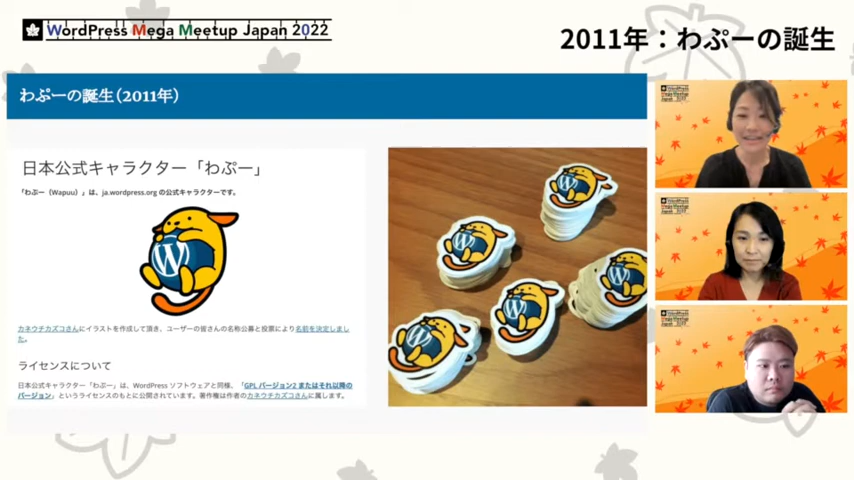 WordPress Mega Meetup Japan 2022
2011年：わぷーの誕生
わぷーの誕生（2011年）
日本公式キャラクター「わぷー」
「わぷー（Wapuu）」は、ja.wordpress.org の公式キャラクターです。
カネウチカズコさんにイラストを作成して頂き、ユーザーの皆さんの名称公募と投票により名前を決定しまし
た。
ライセンスについて
日本公式キャラクター「わぷー」は、WordPress ソフトウェアと同様、「GPL バージョン2 またはそれ以降の
バージョン」というライセンスのもとに公開されています。著作権は作者のカネウチカズコさんに属します。